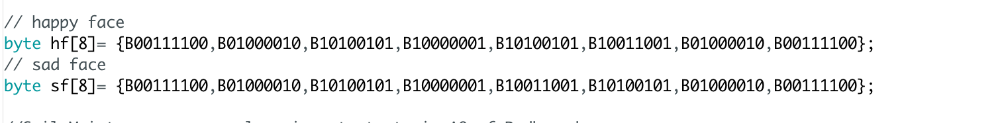 // happy face
byte hf[8]= {B00111100,B01000010,B10100101,B10000001,B10100101,B10011001,B01000010,B00111100};
// sad face
byte sf[8]= {B00111100,B01000010,B10100101,B10000001,B10011001,B10100101,B01000010,B00111100};